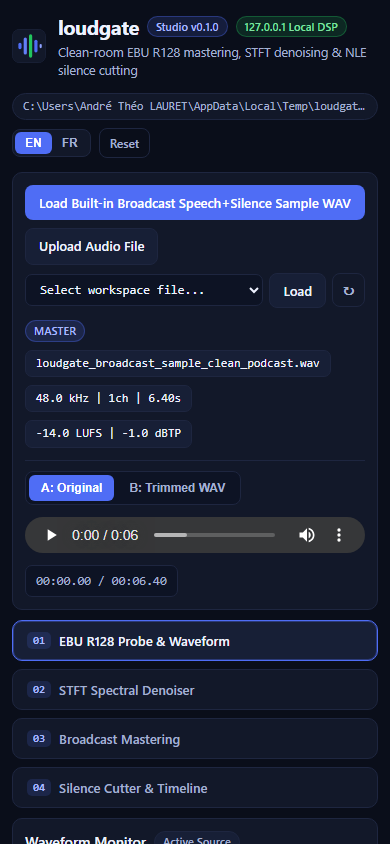 loudgate Studio v0.1.0 127.0.0.1 Local DSP
Clean-room EBU R128 mastering, STFT denoising & NLE
silence cutting
C:\Users\André Théo LAURET\AppData\Local\Temp\loudgat…
EN FR Reset
Load Built-in Broadcast Speech+Silence Sample WAV
Upload Audio File
Select workspace file... Load ↻
MASTER
loudgate_broadcast_sample_clean_podcast.wav
48.0 kHz | 1ch | 6.40s
-14.0 LUFS | -1.0 dBTP
A: Original B: Trimmed WAV
0:00 / 0:06
00:00.00 / 00:06.40
01 EBU R128 Probe & Waveform
02 STFT Spectral Denoiser
03 Broadcast Mastering
04 Silence Cutter & Timeline
Waveform Monitor Active Source